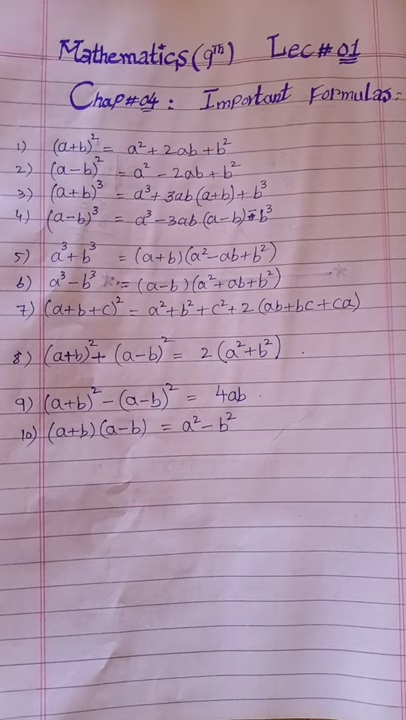 Mathematics (9th) Lec # 01
Chap # 04 : Important Formulas :
1) (a+b)² = a² + 2ab + b²
2) (a-b)² = a² - 2ab + b²
3) (a+b)³ = a³ + 3ab (a+b) + b³
4) (a-b)³ = a³ - 3ab (a-b) - b³
5) a³ + b³ = (a+b) (a² - ab + b²)
6) a³ - b³ = (a-b) (a² + ab + b²)
7) (a+b+c)² = a² + b² + c² + 2 (ab + bc + ca)
8) (a+b)² + (a-b)² = 2 (a² + b²) .
9) (a+b)² - (a-b)² = 4ab .
10) (a+b) (a-b) = a² - b²